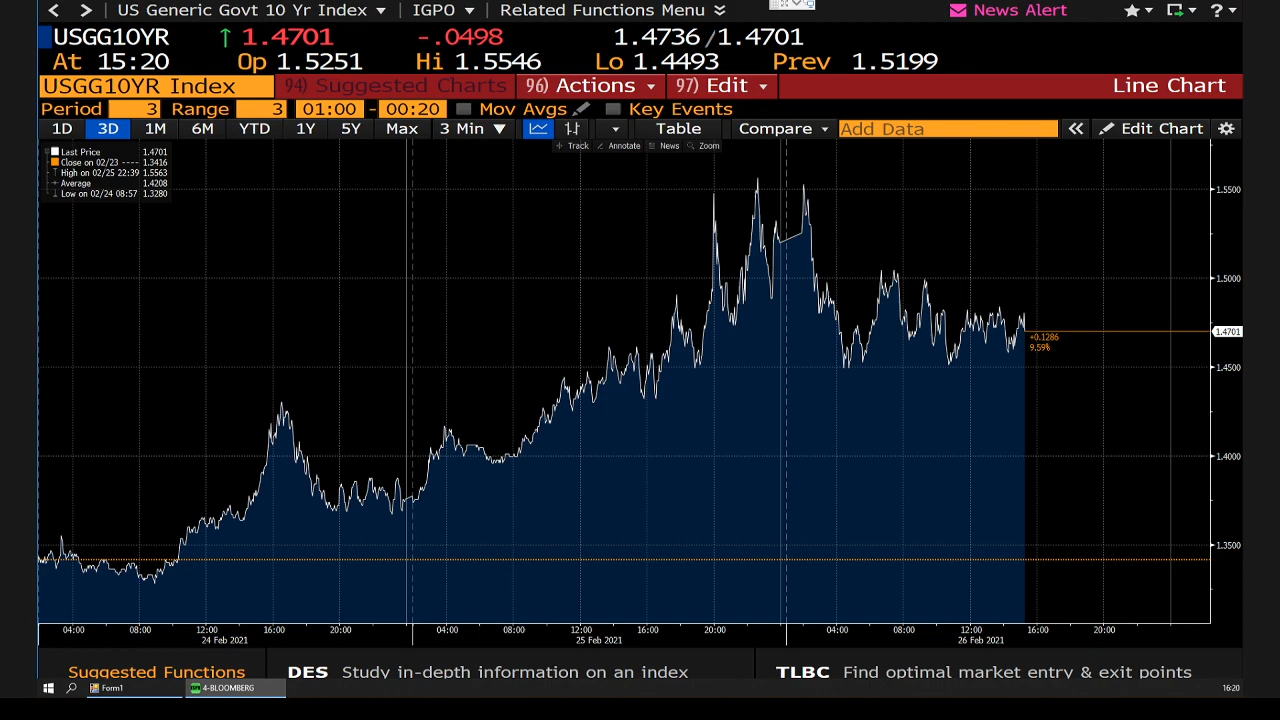 US Generic Govt 10 Yr Index IGPO Related Functions Menu News Alert ?
USGG10YR ↑ 1.4701 -.0498 1.4736/1.4701
At 15:20 Op 1.5251 Hi 1.5546 Lo 1.4493 Prev 1.5199
USGG10YR Index 94) Suggested Charts 96) Actions 97) Edit Line Chart
Period 3 Range 3 01:00 - 00:20 Mov Avgs Key Events
1D 3D 1M 6M YTD 1Y 5Y Max 3 Min Table Compare Add Data Edit Chart
Track Annotate News Zoom
Last Price 1.4701
Close on 02/23 ---- 1.3416
High on 02/25 22:39 1.5563
Average 1.4208
Low on 02/24 08:57 1.3280
1.5500
1.5000
1.4701
+0.1286
9.59%
1.4500
1.4000
1.3500
04:00 08:00 12:00 16:00 20:00 04:00 08:00 12:00 16:00 20:00 04:00 08:00 12:00 16:00 20:00
24 Feb 2021 25 Feb 2021 26 Feb 2021
Suggested Functions DES Study in-depth information on an index TLBC Find optimal market entry & exit points
Form1 4-BLOOMBERG 16:20